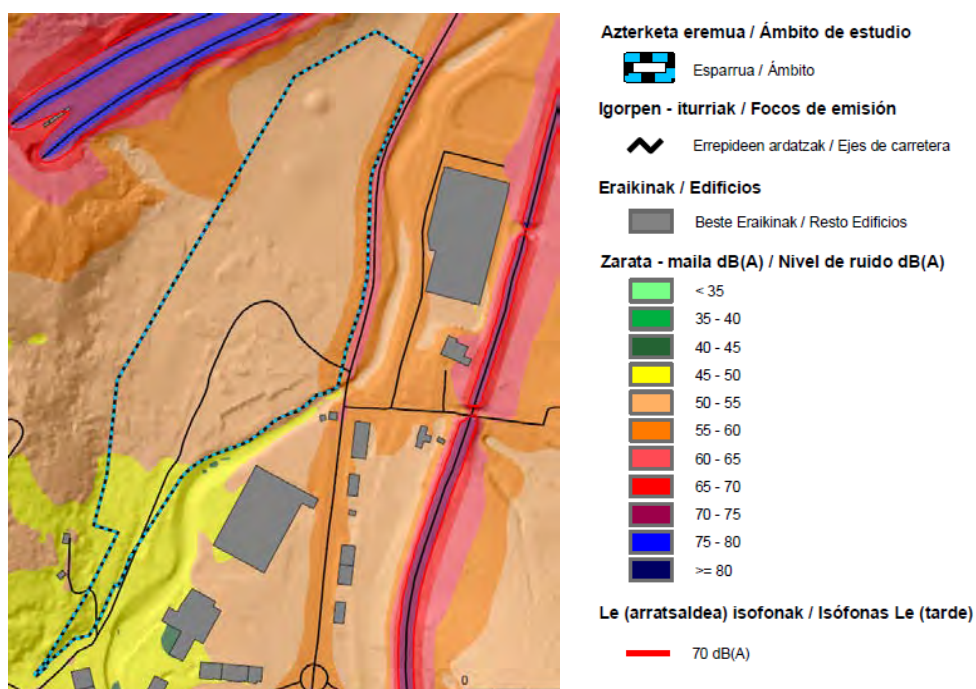 Azterketa eremua / Ámbito de estudio
Esparrua / Ámbito
Igorpen - iturriak / Focos de emisión
Errepideen ardatzak / Ejes de carretera
Eraikinak / Edificios
Beste Eraikinak / Resto Edificios
Zarata - maila dB(A) / Nivel de ruido dB(A)
< 35
35 - 40
40 - 45
45 - 50
50 - 55
55 - 60
60 - 65
65 - 70
70 - 75
75 - 80
>= 80
Le (arratsaldea) isofonak / Isófonas Le (tarde)
70 dB(A)
0